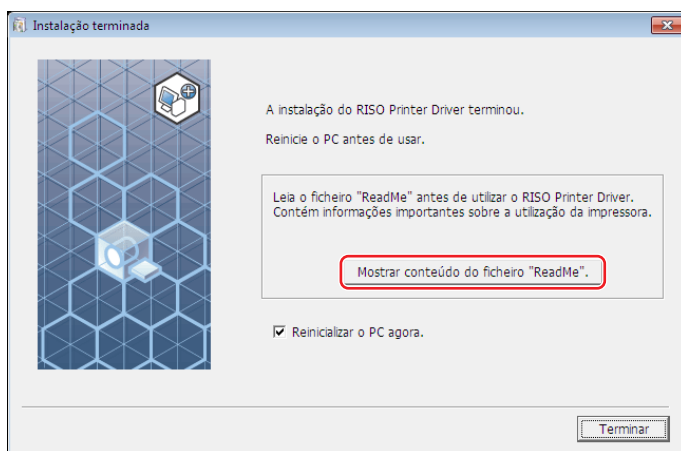 Instalação terminada
A instalação do RISO Printer Driver terminou.
Reinicie o PC antes de usar.
Leia o ficheiro "ReadMe" antes de utilizar o RISO Printer Driver.
Contém informações importantes sobre a utilização da impressora.
Mostrar conteúdo do ficheiro "ReadMe".
Reinicializar o PC agora.
Terminar